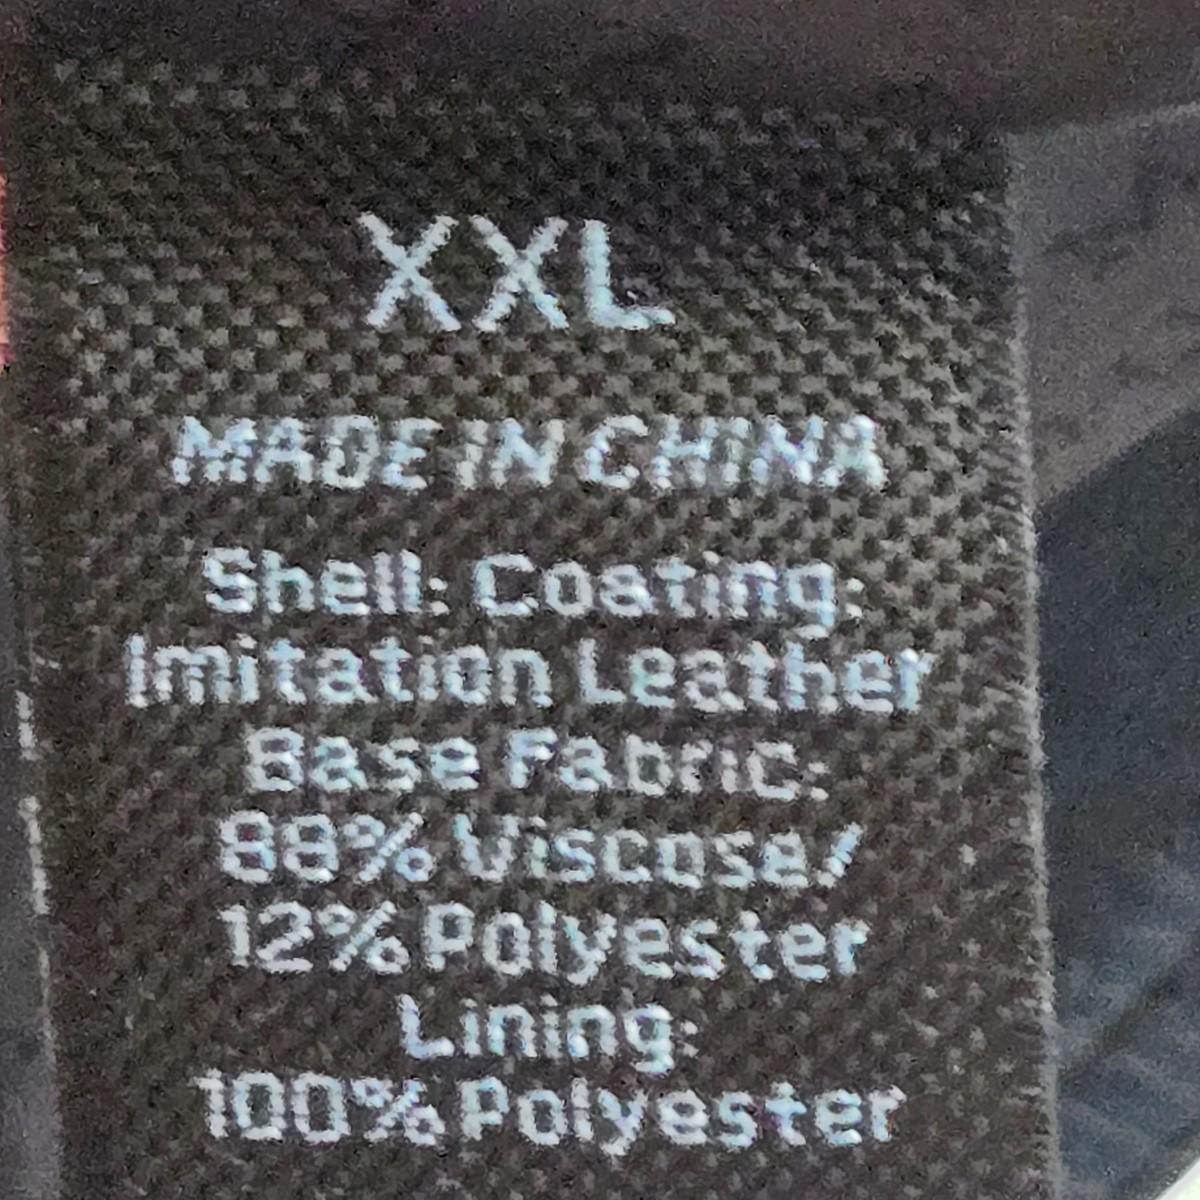 XXL
MADE IN CHINA
Shell: Coating:
Imitation Leather
Base Fabric:
88% Viscose/
12% Polyester
Lining:
100% Polyester